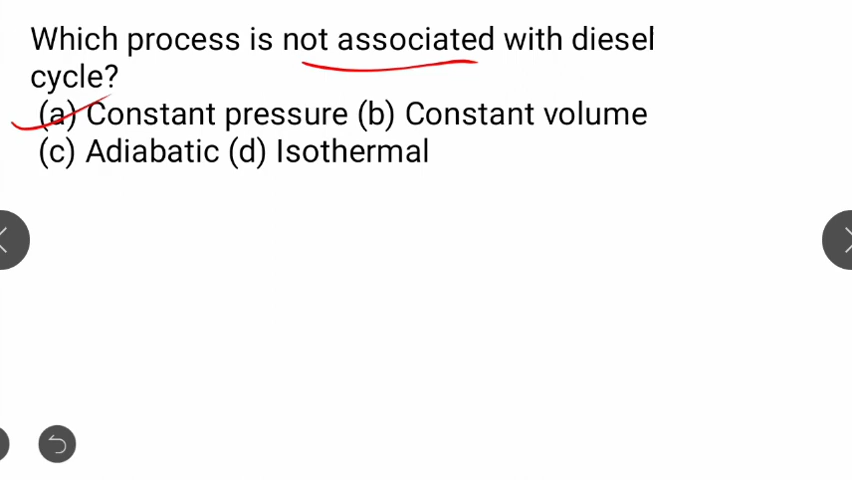 Which process is not associated with diesel
cycle?
(a) Constant pressure (b) Constant volume
(c) Adiabatic (d) Isothermal